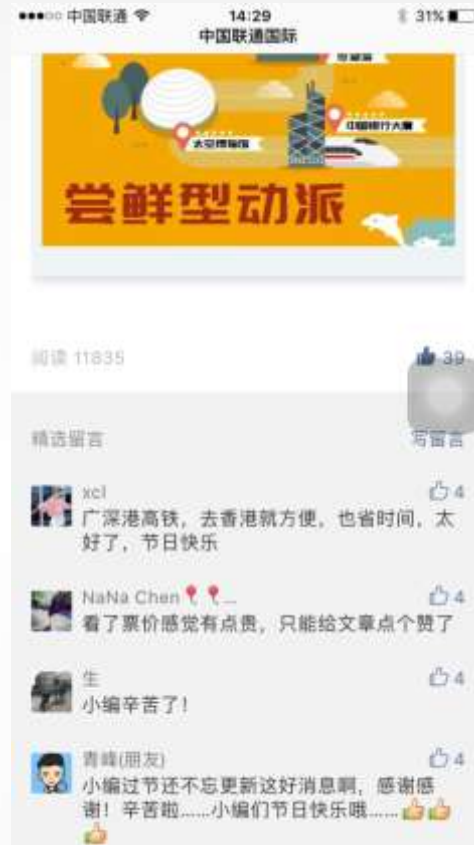 中国联通
14:29
31%
中国联通国际
太空博物馆
中国银行大厦
尝鲜型动派
阅读 11835
39
精选留言
写留言
xcl
4
广深港高铁，去香港就方便，也省时间，太
好了，节日快乐
NaNa Chen🎈🎈...
4
看了票价感觉有点贵，只能给文章点个赞了
生
4
小编辛苦了！
青峰(朋友)
4
小编过节还不忘更新这好消息啊，感谢感
谢！辛苦啦......小编们节日快乐哦......👍👍
👍